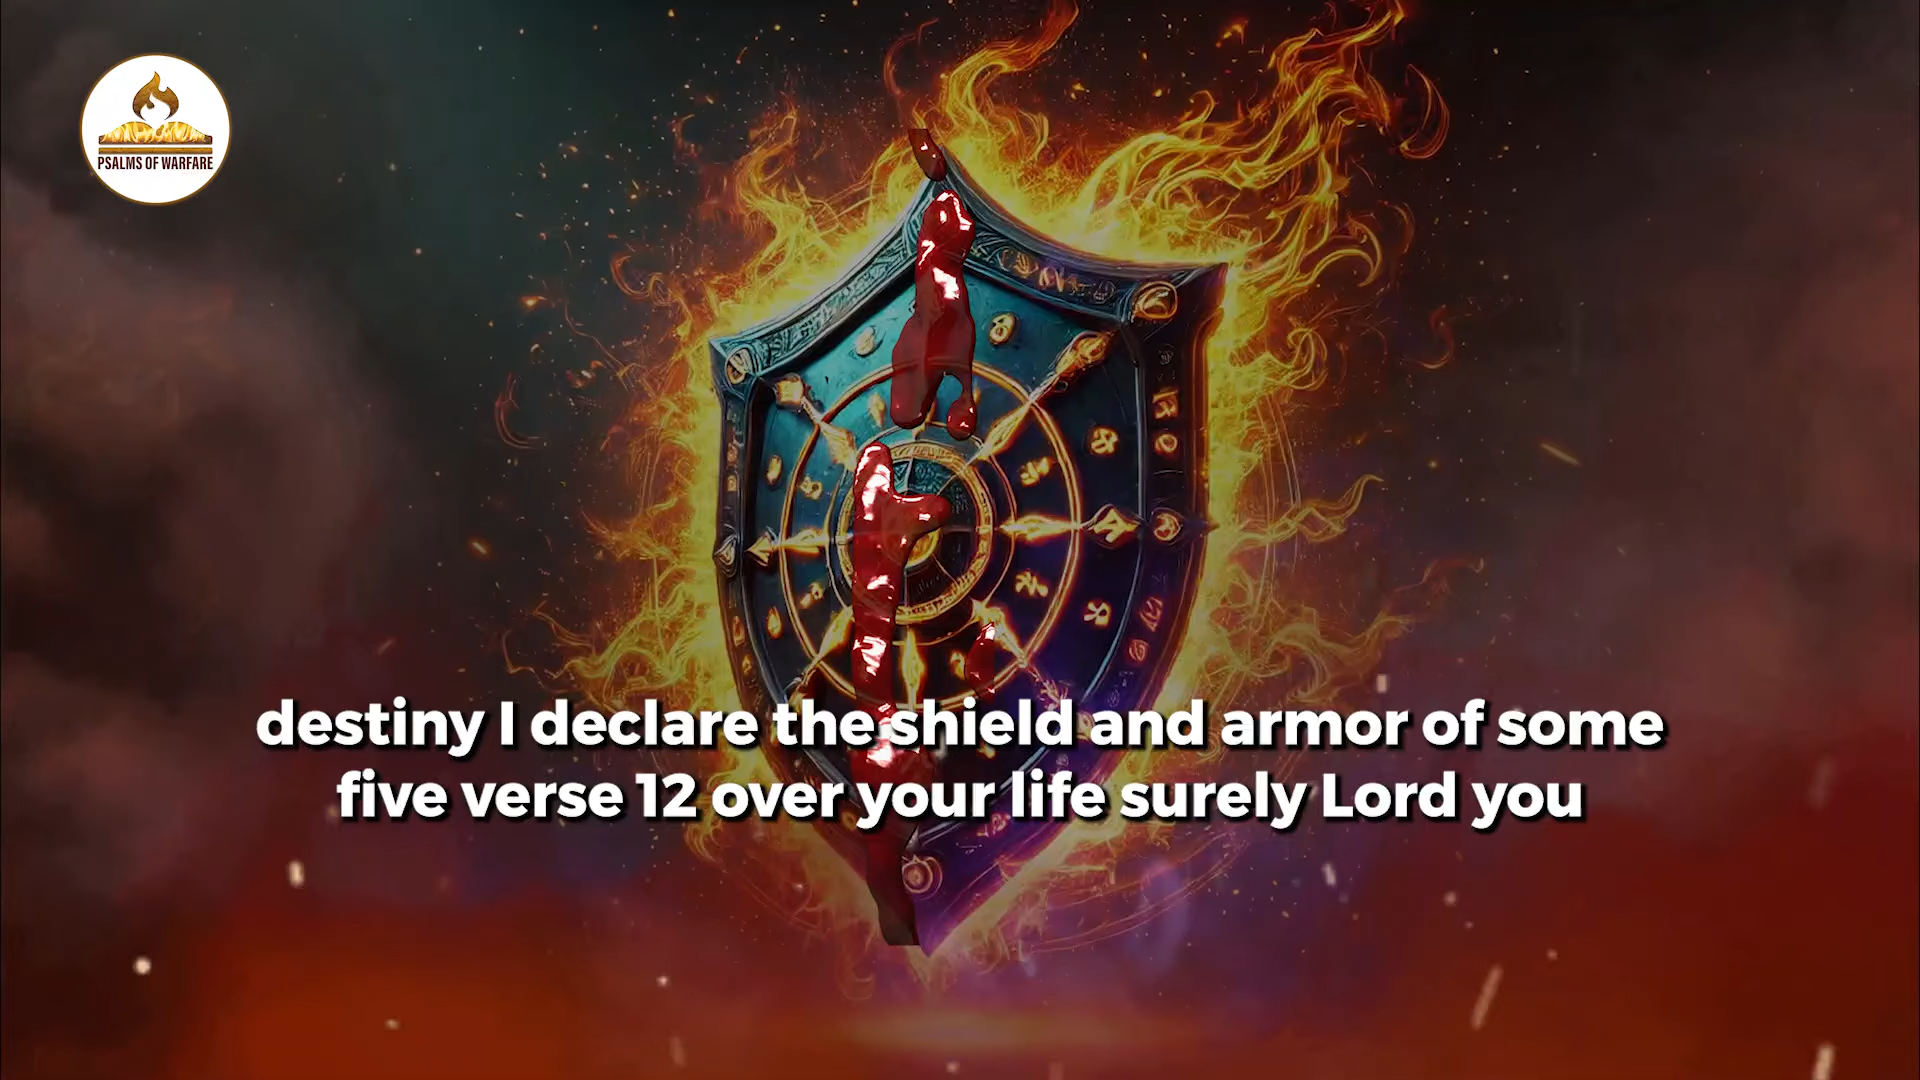 PSALMS OF WARFARE
destiny I declare the shield and armor of some
five verse 12 over your life surely Lord you